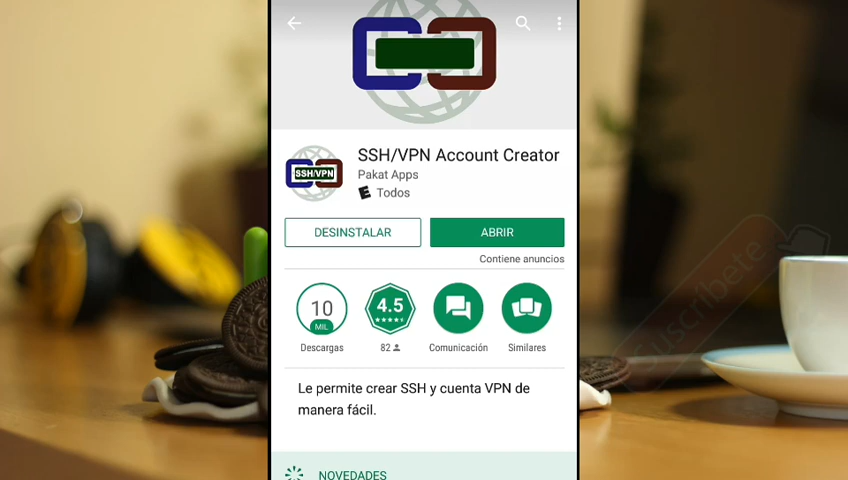 SSH/VPN
SSH/VPN Account Creator
Pakat Apps
E Todos
DESINSTALAR
ABRIR
Contiene anuncios
10
MIL
4.5
Descargas
82
Comunicación
Similares
Le permite crear SSH y cuenta VPN de
manera fácil.
NOVEDADES
Suscríbete